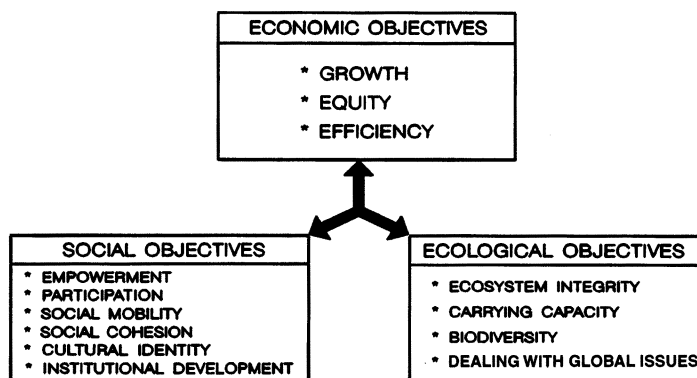 ECONOMIC OBJECTIVES
* GROWTH
* EQUITY
* EFFICIENCY
SOCIAL OBJECTIVES
* EMPOWERMENT
* PARTICIPATION
* SOCIAL MOBILITY
* SOCIAL COHESION
* CULTURAL IDENTITY
* INSTITUTIONAL DEVELOPMENT
ECOLOGICAL OBJECTIVES
* ECOSYSTEM INTEGRITY
* CARRYING CAPACITY
* BIODIVERSITY
* DEALING WITH GLOBAL ISSUES